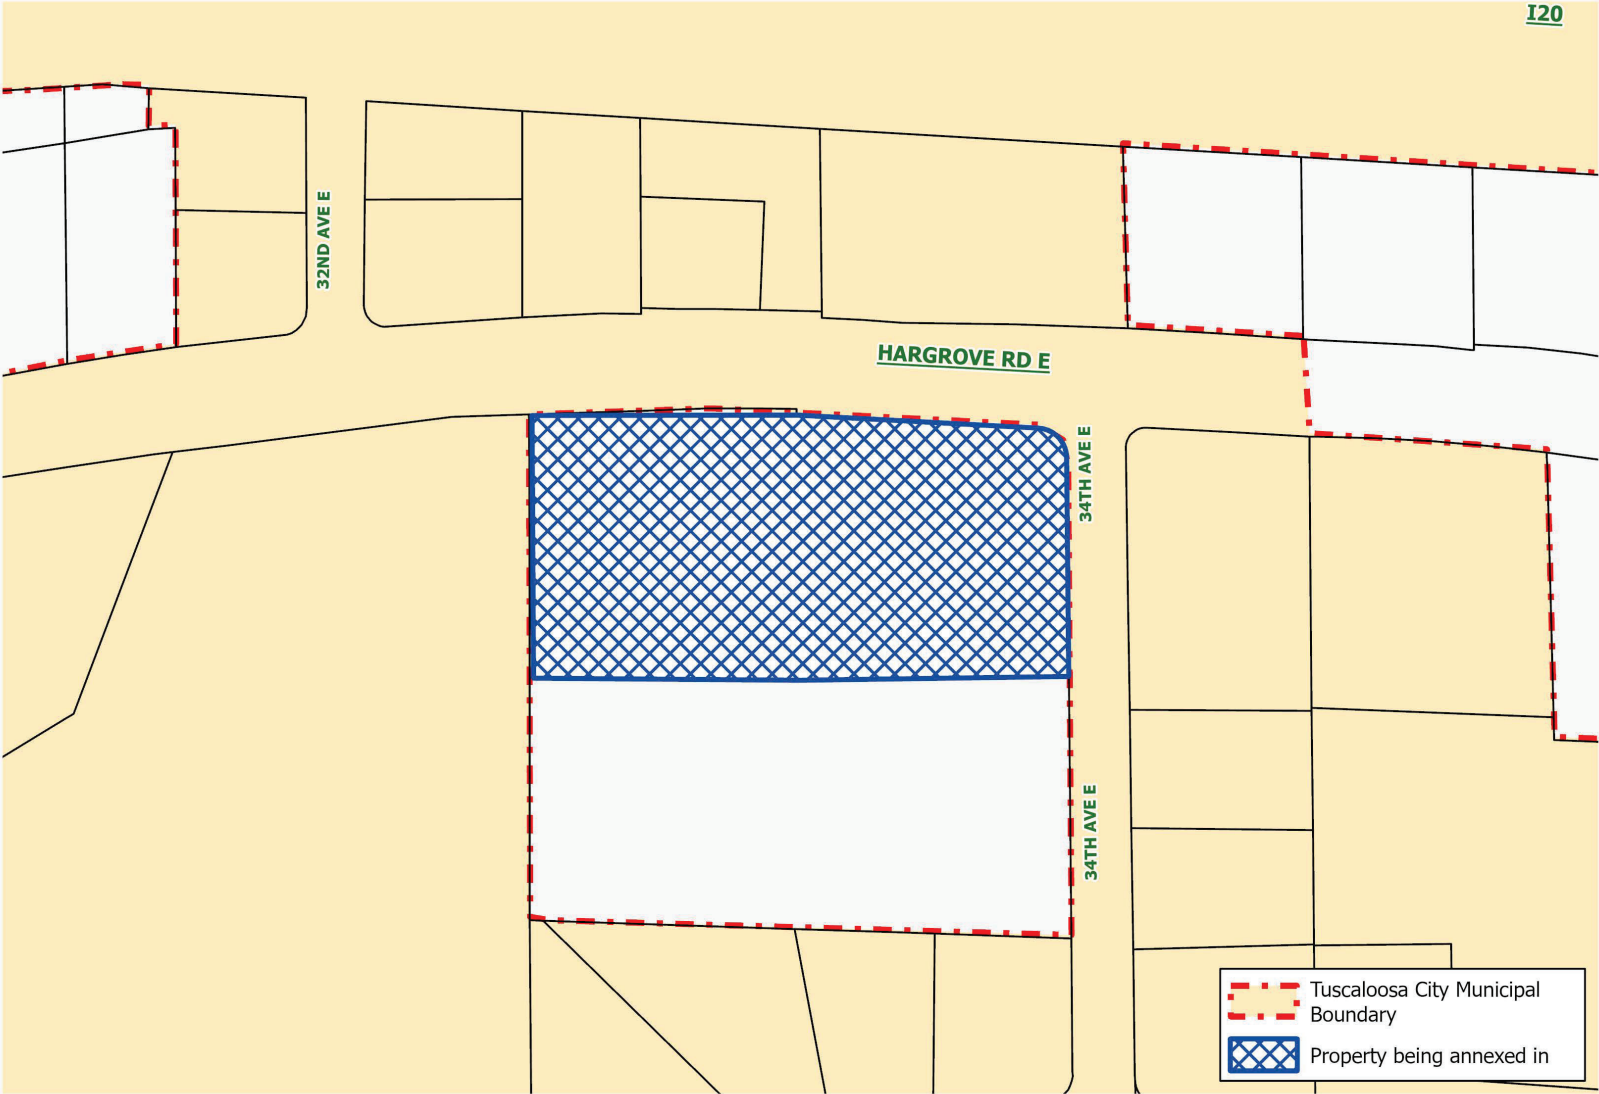 I20
32ND AVE E
HARGROVE RD E
34TH AVE E
34TH AVE E
Tuscaloosa City Municipal
Boundary
Property being annexed in